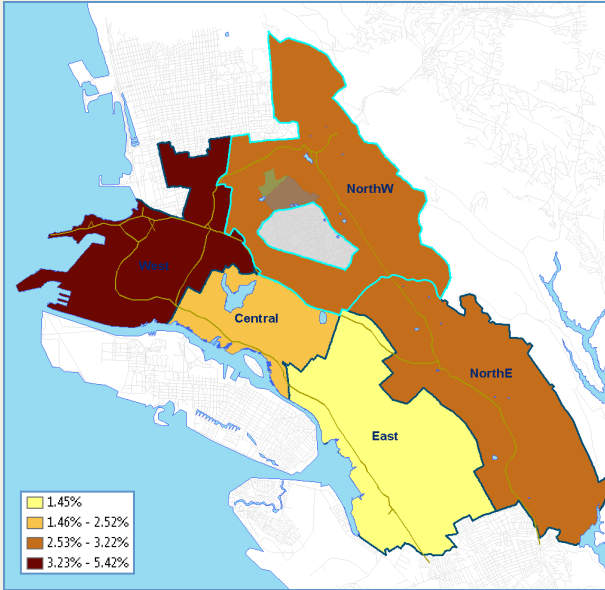 NorthW
West
Central
NorthE
East
1.45%
1.46% - 2.52%
2.53% - 3.22%
3.23% - 5.42%